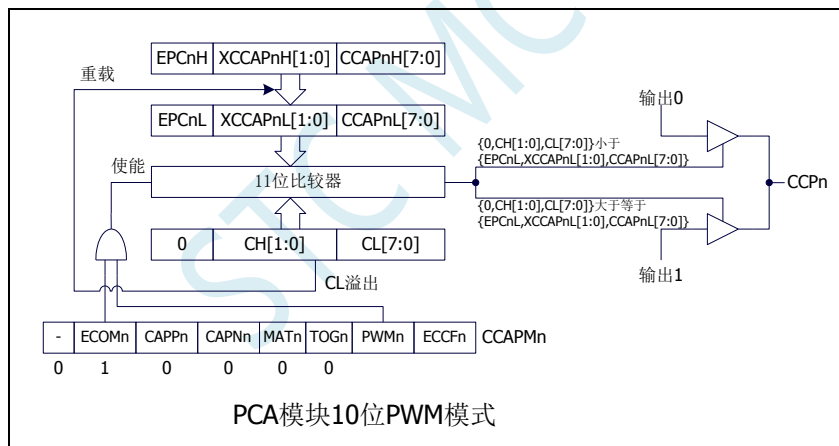 EPCnH XCCAPnH[1:0] CCAPnH[7:0]
重载
EPCnL XCCAPnL[1:0] CCAPnL[7:0]
输出0
使能
{0,CH[1:0],CL[7:0]}小于
{EPCnL,XCCAPnL[1:0],CCAPnL[7:0]}
11位比较器
CCPn
{0,CH[1:0],CL[7:0]}大于等于
{EPCnL,XCCAPnL[1:0],CCAPnL[7:0]}
0 CH[1:0] CL[7:0]
CL溢出
输出1
- ECOMn CAPPn CAPNn MATn TOGn PWMn ECCFn CCAPMn
0 1 0 0 0 0
PCA模块10位PWM模式
STC MC